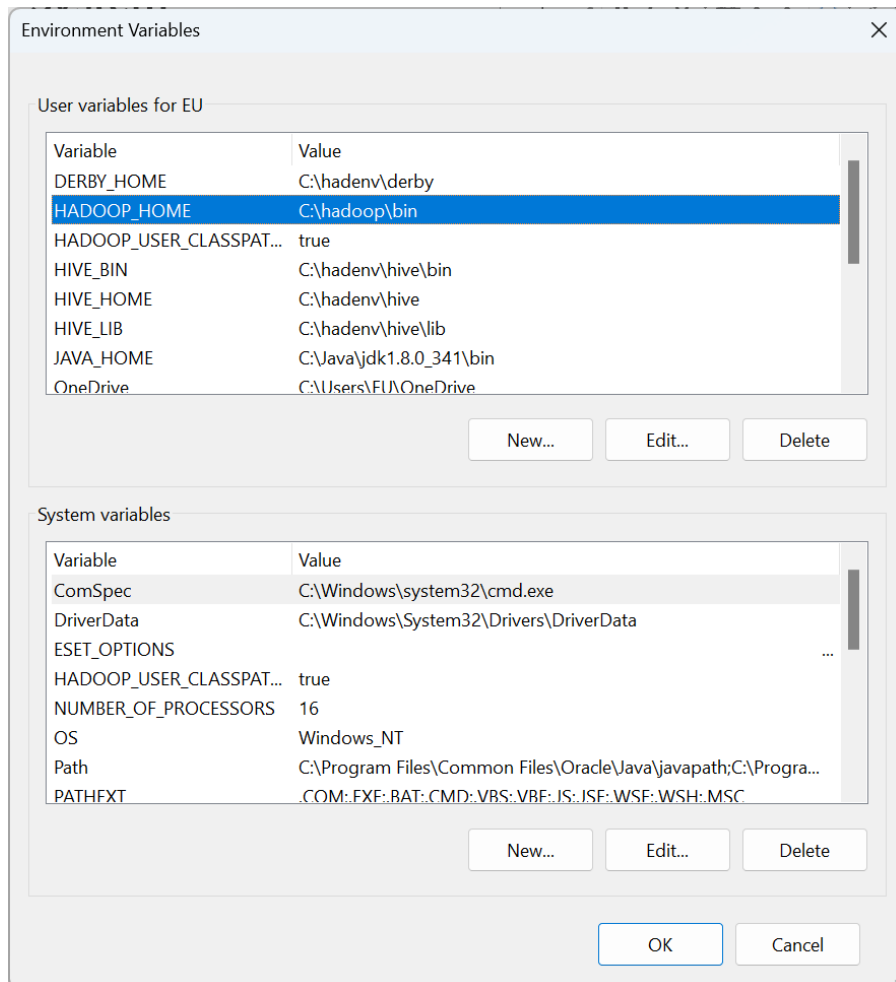 Environment Variables
User variables for EU
Variable Value
DERBY_HOME C:\hadenv\derby
HADOOP_HOME C:\hadoop\bin
HADOOP_USER_CLASSPAT... true
HIVE_BIN C:\hadenv\hive\bin
HIVE_HOME C:\hadenv\hive
HIVE_LIB C:\hadenv\hive\lib
JAVA_HOME C:\Java\jdk1.8.0_341\bin
OneDrive C:\Users\EU\OneDrive
New... Edit... Delete
System variables
Variable Value
ComSpec C:\Windows\system32\cmd.exe
DriverData C:\Windows\System32\Drivers\DriverData
ESET_OPTIONS ...
HADOOP_USER_CLASSPAT... true
NUMBER_OF_PROCESSORS 16
OS Windows_NT
Path C:\Program Files\Common Files\Oracle\Java\javapath;C:\Progra...
PATHEXT .COM;.EXE;.BAT;.CMD;.VBS;.VBE;.JS;.JSE;.WSF;.WSH;.MSC
New... Edit... Delete
OK Cancel